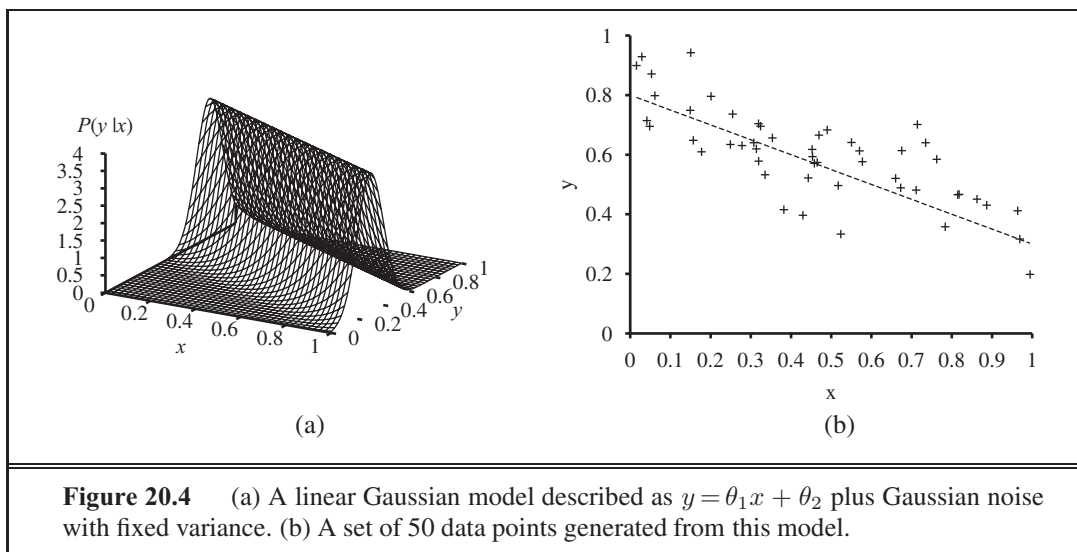 P(y |x)
4
3.5
3
2.5
2
1.5
1
0.5
0
0 0.2 0.4 0.6 0.8 1
x
0 0.2 0.4 0.6 0.8 1
y
(a)
1
0.8
0.6
0.4
0.2
0
y
0 0.1 0.2 0.3 0.4 0.5 0.6 0.7 0.8 0.9 1
x
(b)
Figure 20.4 (a) A linear Gaussian model described as y = θ₁x + θ₂ plus Gaussian noise
with fixed variance. (b) A set of 50 data points generated from this model.